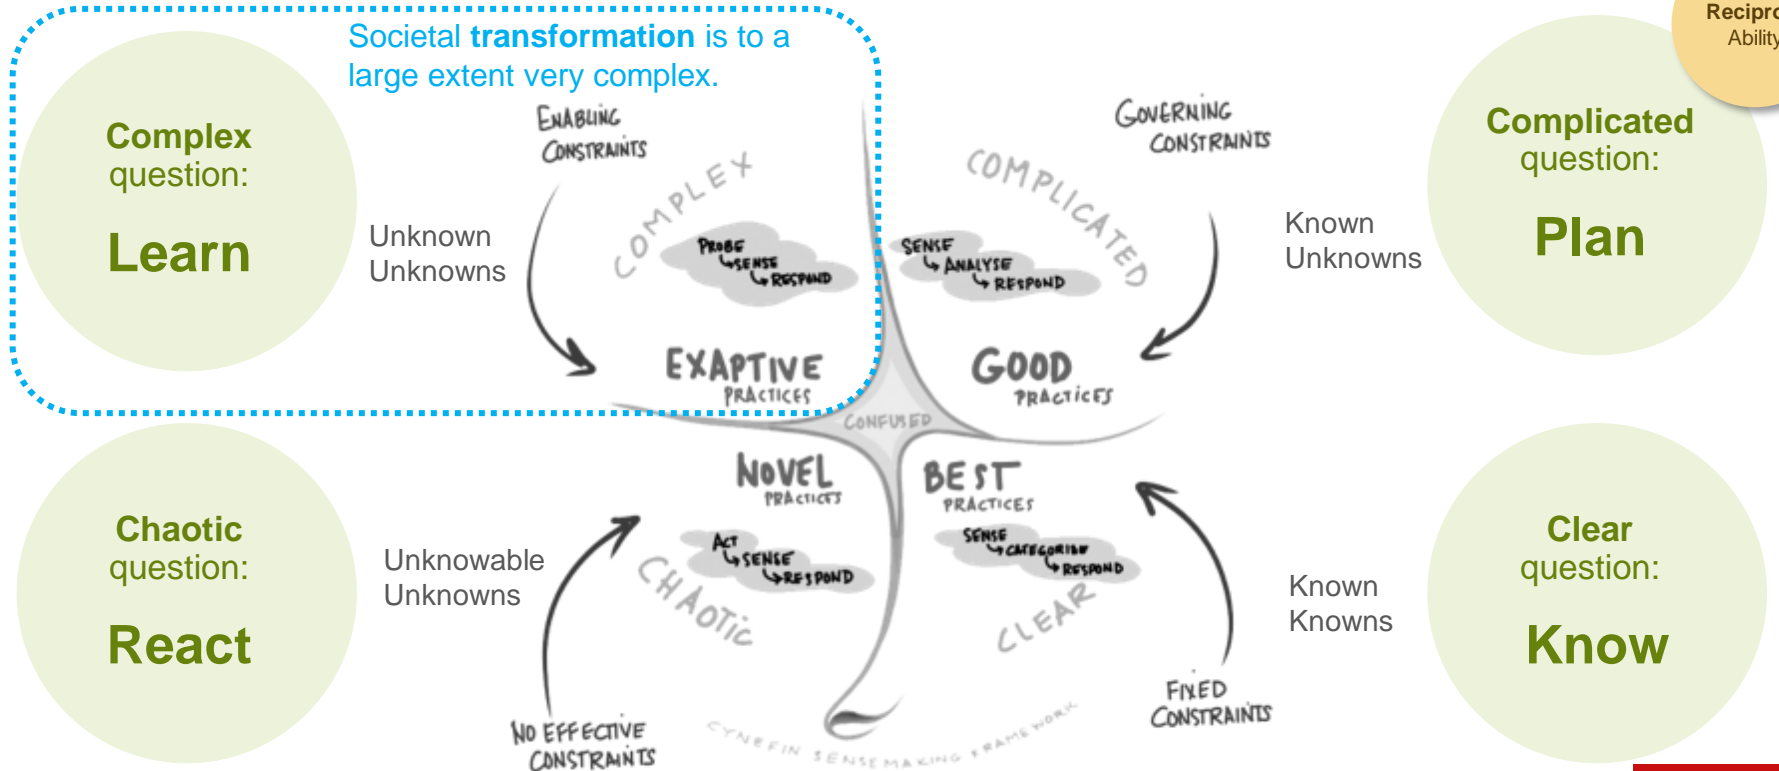 Societal transformation is to a
large extent very complex.
Complex
question:
Learn
Unknown
Unknowns
ENABLING
CONSTRAINTS
COMPLEX
PROBE
SENSE
RESPOND
EXAPTIVE
PRACTICES
GOVERNING
CONSTRAINTS
COMPLICATED
SENSE
ANALYSE
RESPOND
GOOD
PRACTICES
Known
Unknowns
Complicated
question:
Plan
Ability
CONFUSED
Chaotic
question:
React
Unknowable
Unknowns
NOVEL
PRACTICES
ACT
SENSE
RESPOND
CHAOTIC
NO EFFECTIVE
CONSTRAINTS
BEST
PRACTICES
SENSE
CATEGORISE
RESPOND
CLEAR
FIXED
CONSTRAINTS
Known
Knowns
Clear
question:
Know
CYNEFIN SENSEMAKING FRAMEWORK